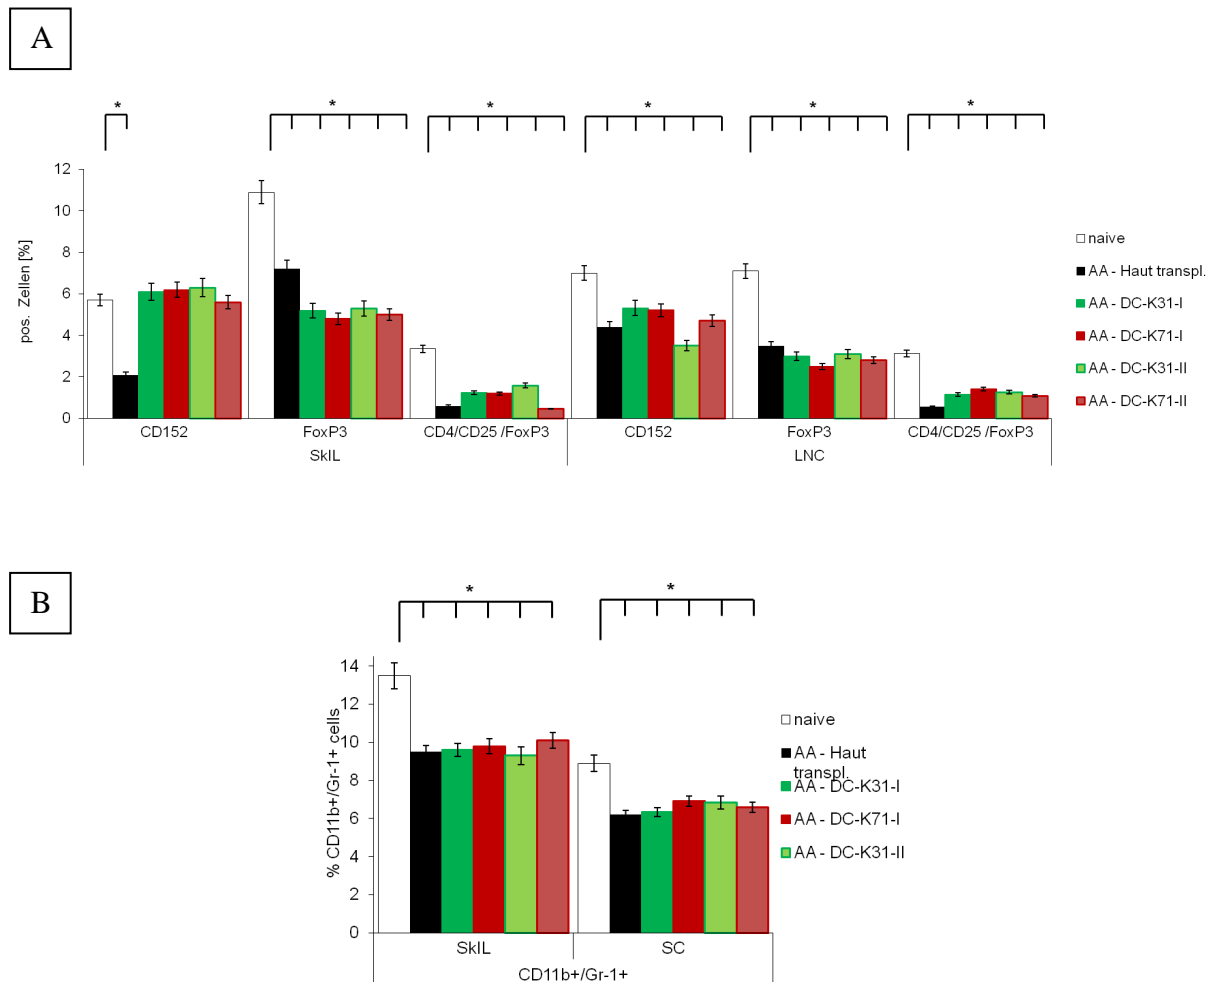 A
* * * * * *
12
10
8
6
4
2
0
pos. Zellen [%]
CD152 FoxP3 CD4/CD25 /FoxP3 CD152 FoxP3 CD4/CD25 /FoxP3
SkIL LNC
naive
AA - Haut transpl.
AA - DC-K31-I
AA - DC-K71-I
AA - DC-K31-II
AA - DC-K71-II
B
* *
14
12
10
8
6
4
2
0
% CD11b+/Gr-1+ cells
SkIL SC
CD11b+/Gr-1+
naive
AA - Haut
transpl.
AA - DC-K31-I
AA - DC-K71-I
AA - DC-K31-II